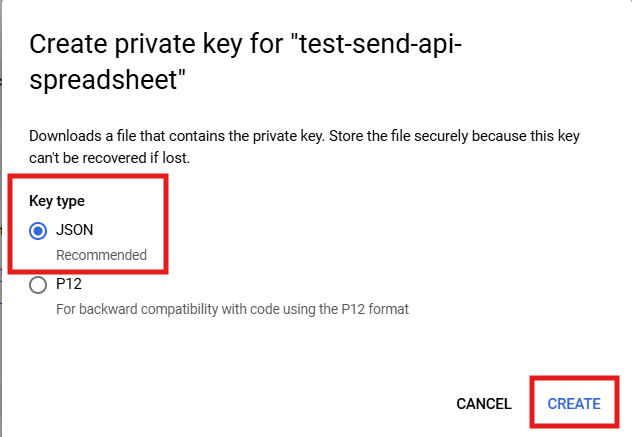 Create private key for "test-send-api-
spreadsheet"
Downloads a file that contains the private key. Store the file securely because this key
can't be recovered if lost.
Key type
JSON
Recommended
P12
For backward compatibility with code using the P12 format
CANCEL
CREATE